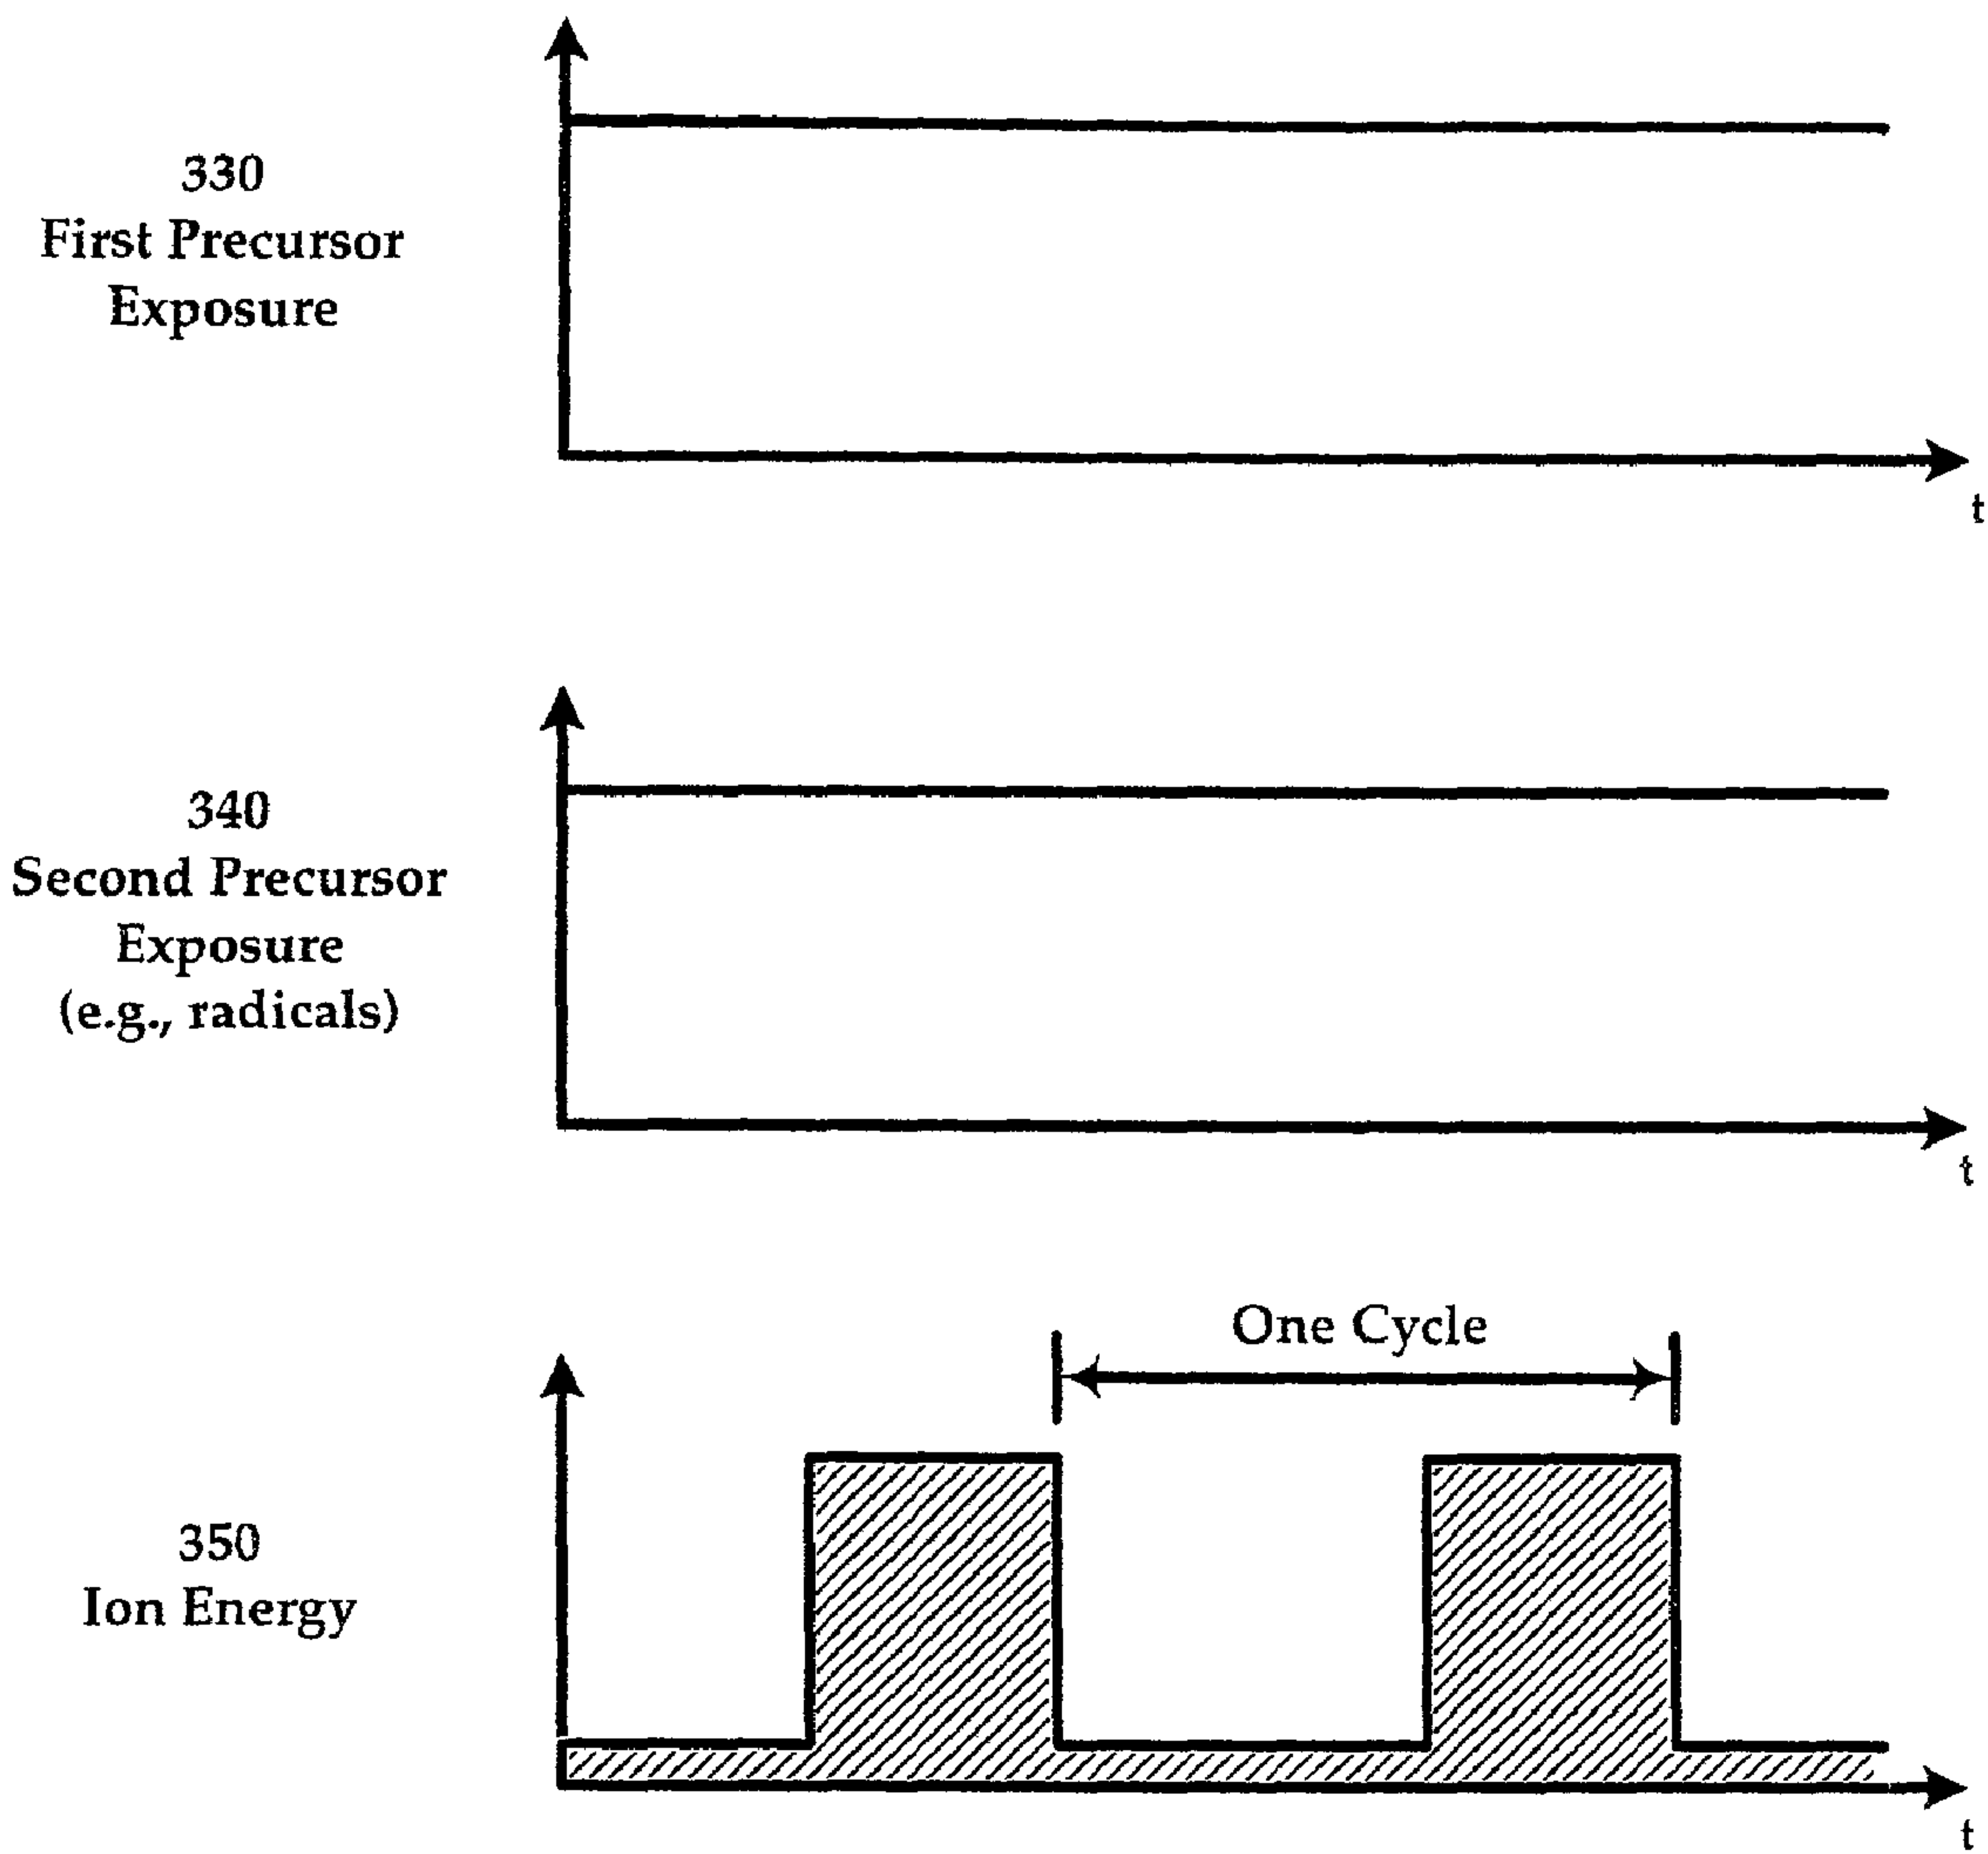 330
First Precursor
Exposure
t
340
Second Precursor
Exposure
(e.g., radicals)
t
One Cycle
350
Ion Energy
t